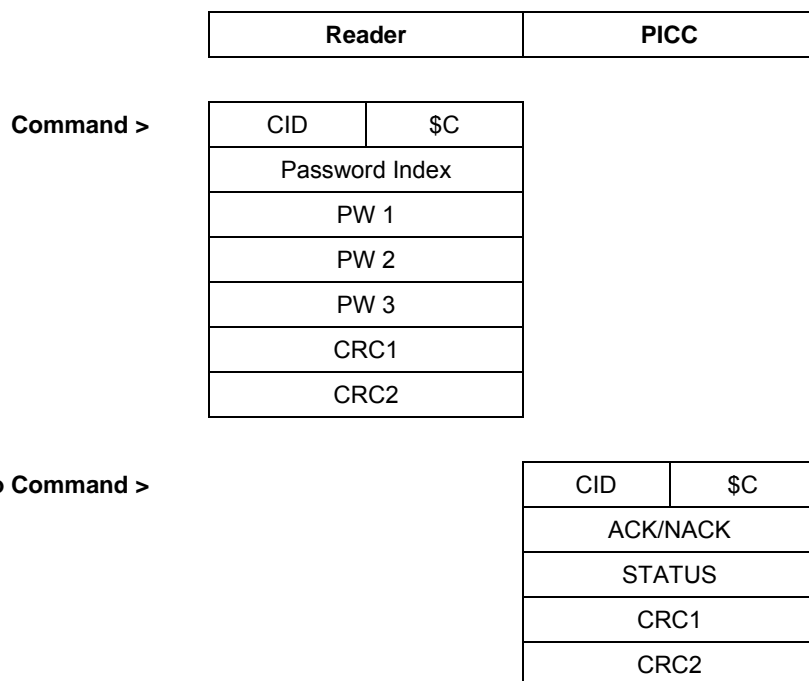 Reader PICC
Command > CID $C
Password Index
PW 1
PW 2
PW 3
CRC1
CRC2
Command > CID $C
ACK/NACK
STATUS
CRC1
CRC2